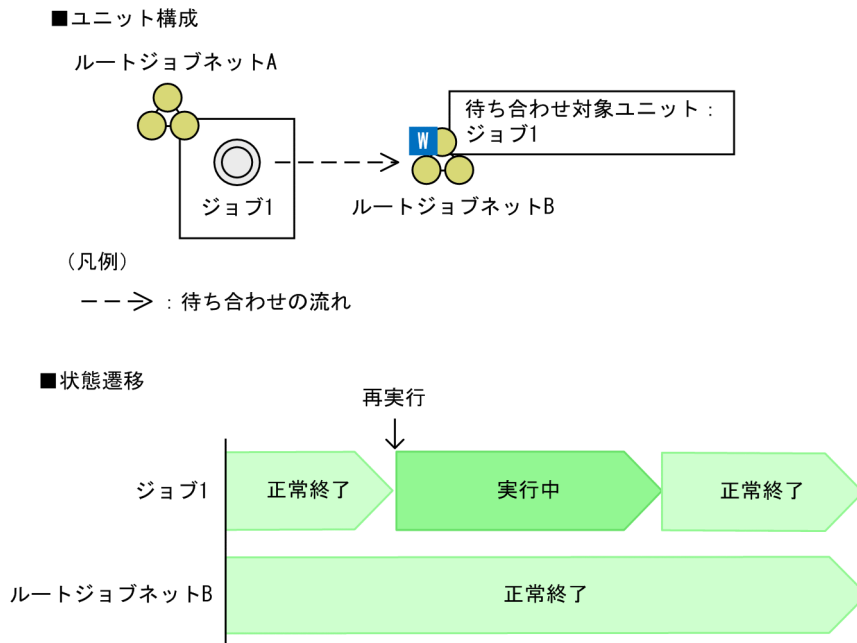 ■ユニット構成
ルートジョブネットA
待ち合わせ対象ユニット：
ジョブ1
W
ジョブ1
ルートジョブネットB
（凡例）
：待ち合わせの流れ
■状態遷移
再実行
ジョブ1
正常終了
実行中
正常終了
ルートジョブネットB
正常終了